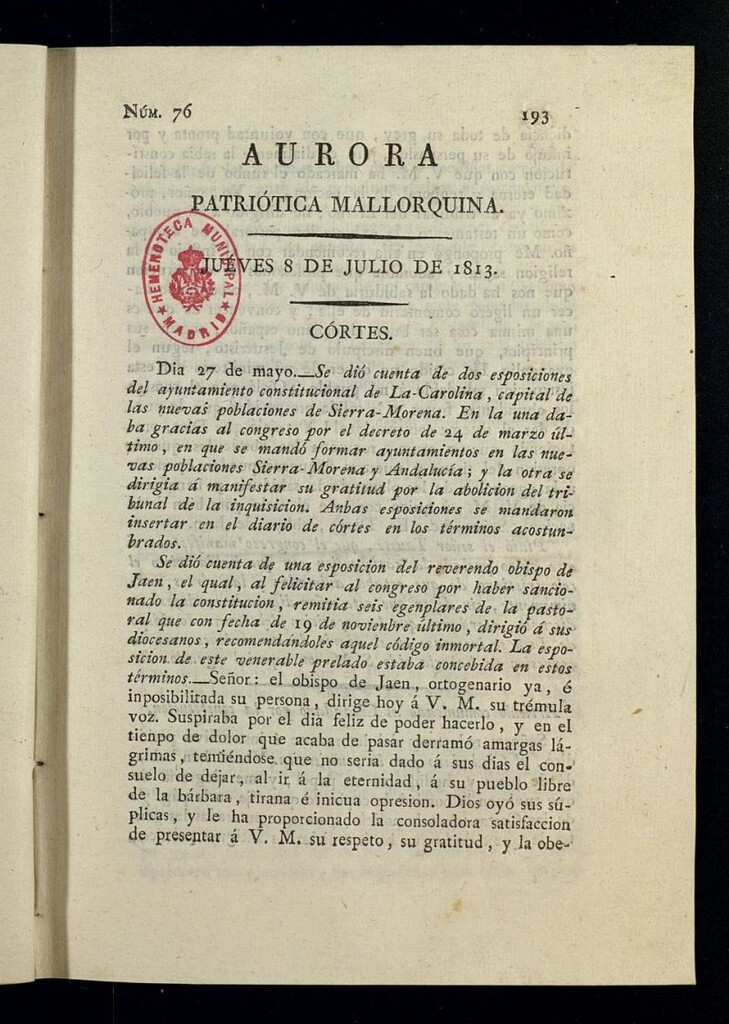 NÚM. 76
193
AURORA
PATRIÓTICA MALLORQUINA.
JUEVES 8 DE JULIO DE 1813.
HEMEROTECA MUNICIPAL
MADRID
CÓRTES.
Dia 27 de mayo.—Se dió cuenta de dos esposiciones
del ayuntamiento constitucional de La-Carolina, capital de
las nuevas poblaciones de Sierra-Morena. En la una da-
ba gracias al congreso por el decreto de 24 de marzo úl-
timo, en que se mandó formar ayuntamientos en las nue-
vas poblaciones Sierra-Morena y Andalucía; y la otra se
dirigia á manifestar su gratitud por la abolicion del tri-
bunal de la inquisicion. Anbas esposiciones se mandaron
insertar en el diario de córtes en los términos acostun-
brados.
Se dió cuenta de una esposicion del reverendo obispo de
Jaen, el qual, al felicitar al congreso por haber sancio-
nado la constitucion, remitia seis egenplares de la pasto-
ral que con fecha de 19 de novienbre último, dirigió á sus
diocesanos, recomendándoles aquel código inmortal. La espo-
sicion de este venerable prelado estaba concebida en estos
términos.—Señor: el obispo de Jaen, ortogenario ya, é
inposibilitada su persona, dirige hoy á V. M. su trémula
voz. Suspiraba por el dia feliz de poder hacerlo, y en el
tienpo de dolor que acaba de pasar derramó amargas lá-
grimas, temiéndose que no seria dado á sus dias el con-
suelo de dejar, al ir á la eternidad, á su pueblo libre
de la bárbara, tirana é inicua opresion. Dios oyó sus sú-
plicas, y le ha proporcionado la consoladora satisfaccion
de presentar á V. M. su respeto, su gratitud, y la obe-